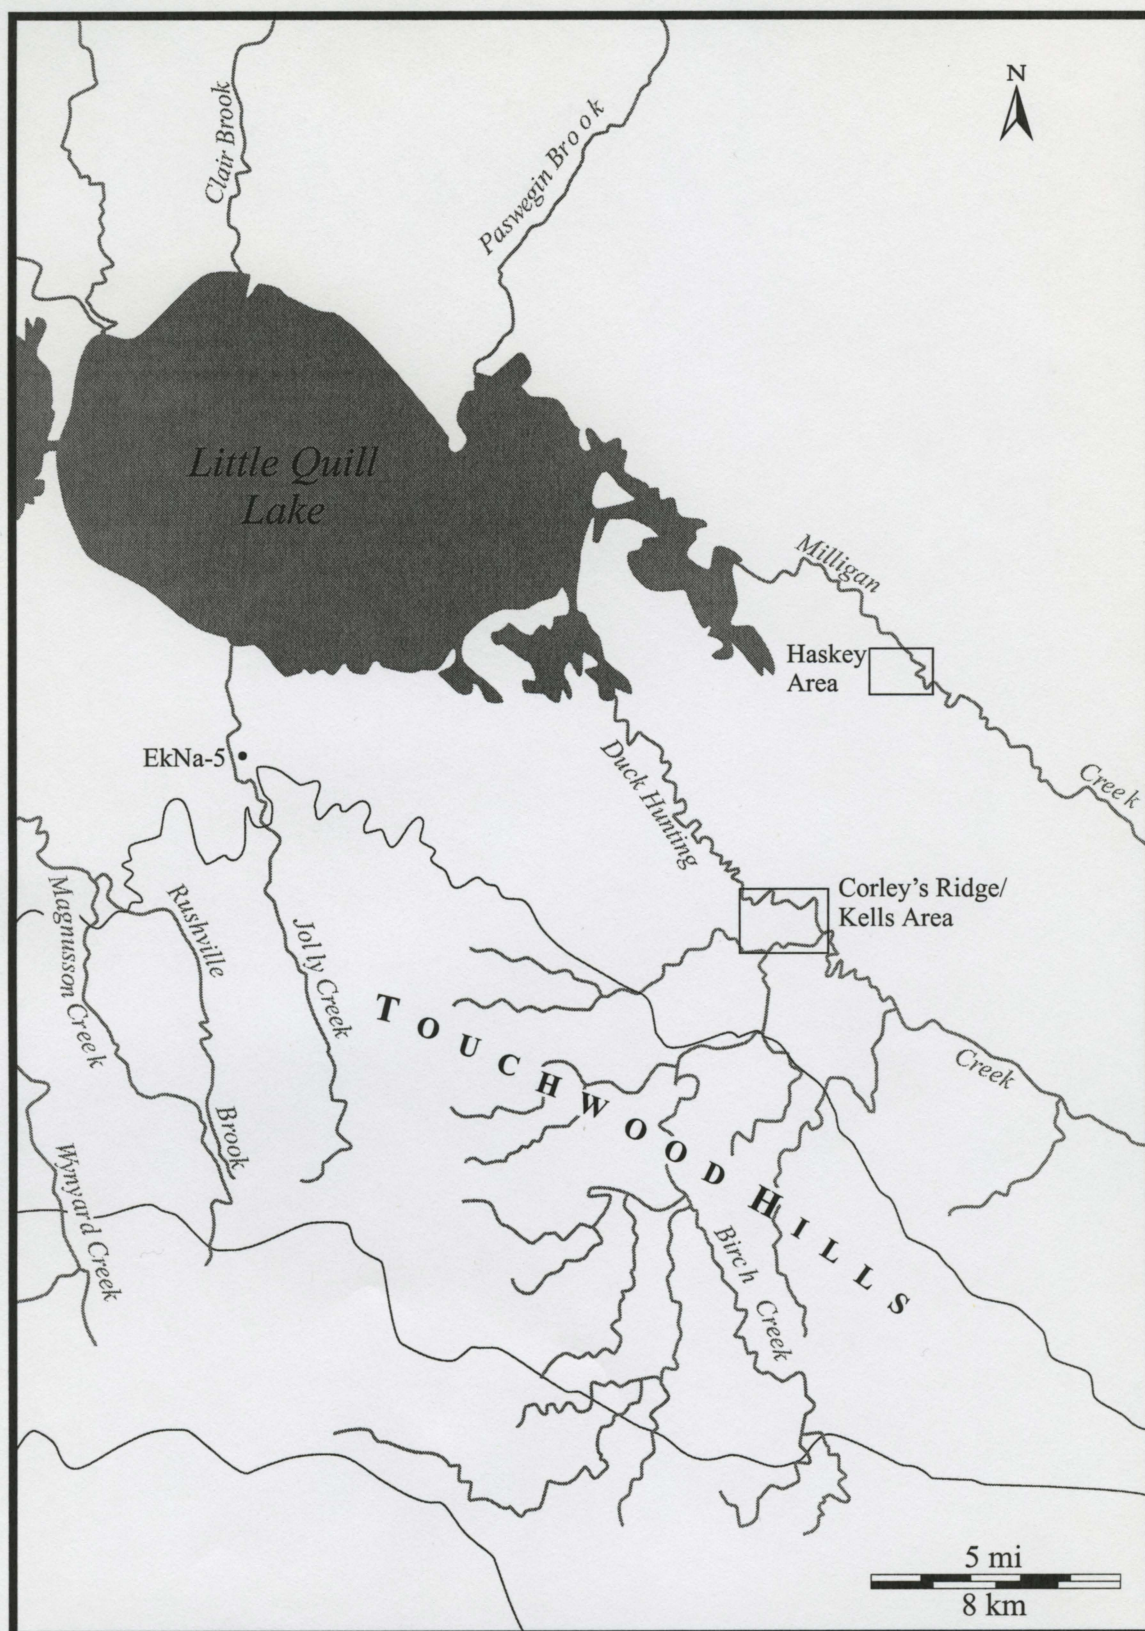 N
Clair Brook
Paswegin Brook
Little Quill
Lake
Milligan
Creek
Haskey
Area
EkNa-5
Duck Hunting
Creek
Corley's Ridge/
Kells Area
Magnusson Creek
Rushville
Brook
Jolly Creek
TOUCHWOOD HILLS
Wynyard Creek
Birch Creek
5 mi
8 km